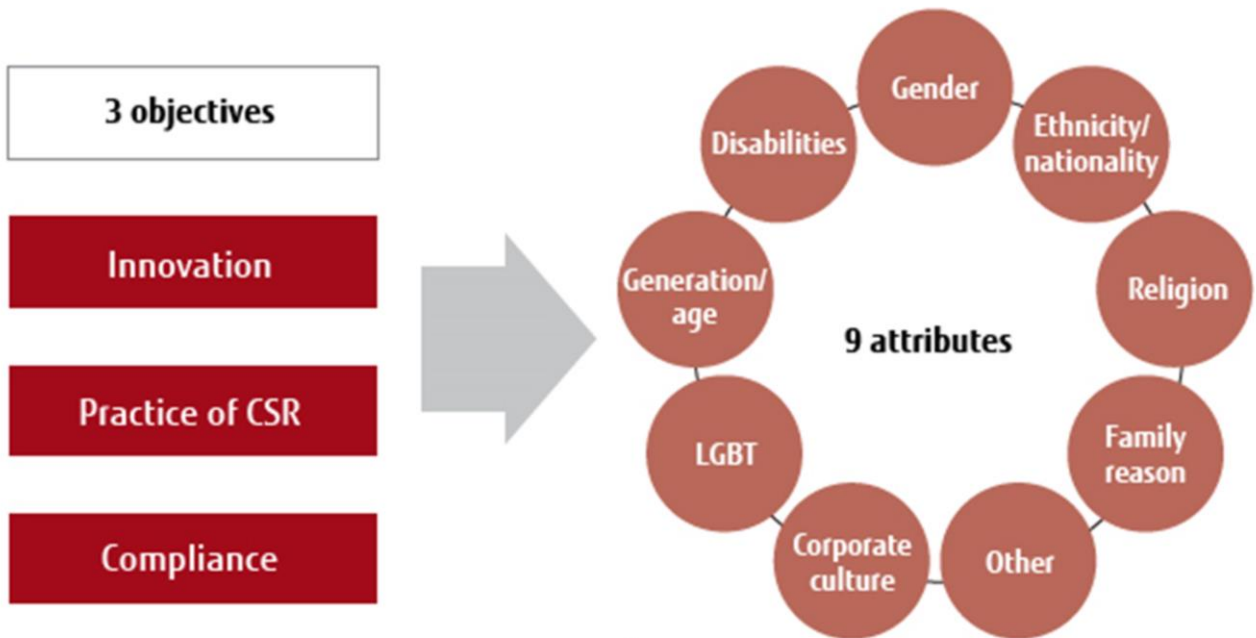 3 objectives
Innovation
Practice of CSR
Compliance
Gender
Ethnicity/
nationality
Religion
Family
reason
Other
Corporate
culture
LGBT
Generation/
age
Disabilities
9 attributes